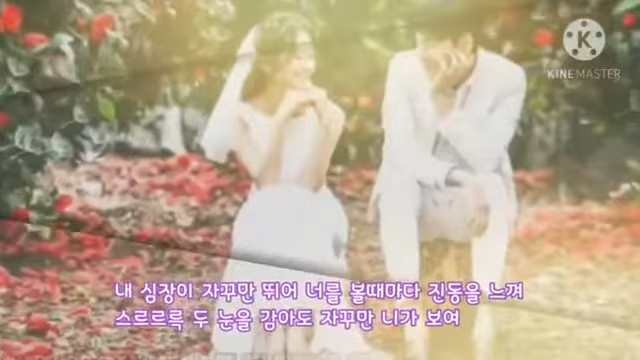 KINEMASTER
내 심장이 자꾸만 뛰어 너를 볼때마다 진동을 느껴
스르르륵 두 눈을 감아도 자꾸만 니가 보여